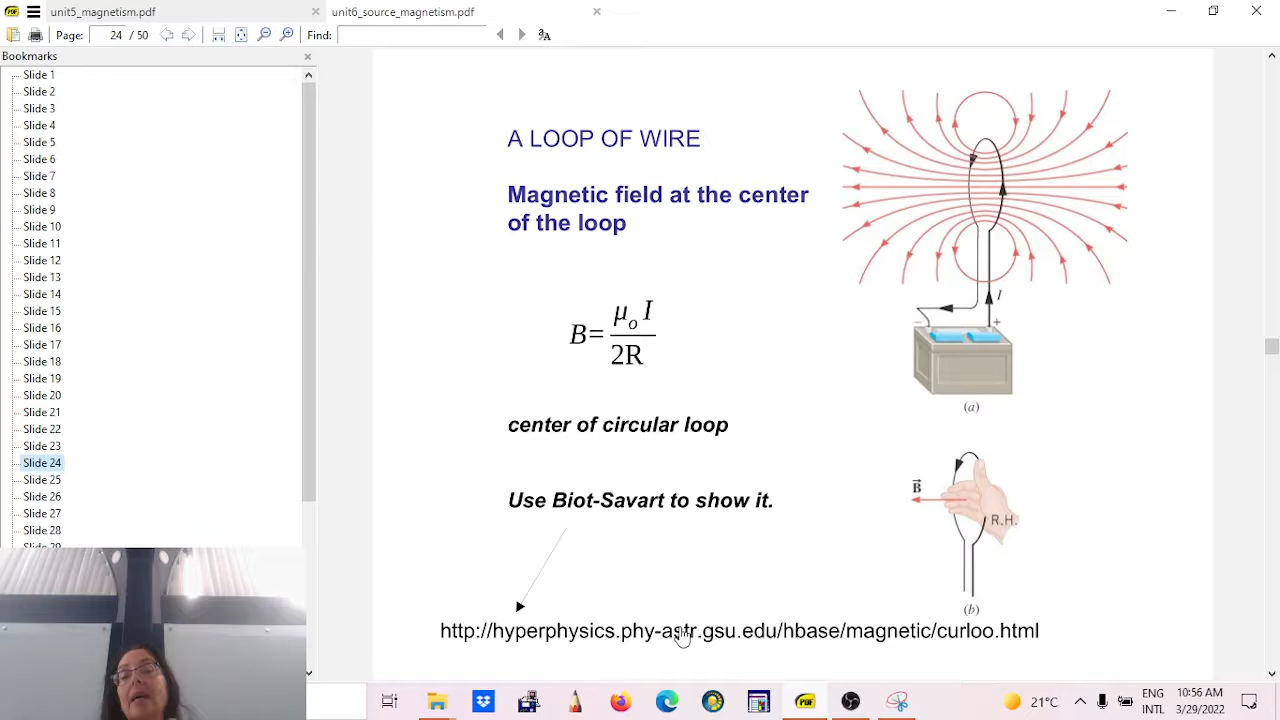 unit5_magnetism.pdf
unit6_source_magnetism.pdf
Page: 24 / 50 Find:
Bookmarks
Slide 1
Slide 2
Slide 3
Slide 4
Slide 5
Slide 6
Slide 7
Slide 8
Slide 9
Slide 10
Slide 11
Slide 12
Slide 13
Slide 14
Slide 15
Slide 16
Slide 17
Slide 18
Slide 19
Slide 20
Slide 21
Slide 22
Slide 23
Slide 24
Slide 25
Slide 26
Slide 27
Slide 28
Slide 29
A LOOP OF WIRE
Magnetic field at the center
of the loop
B= μo I
2R
center of circular loop
Use Biot-Savart to show it.
http://hyperphysics.phy-astr.gsu.edu/hbase/magnetic/curloo.html
I
− +
(a)
B
R.H.
(b)
21°C
ENG
INTL
10:56 AM
3/29/2022